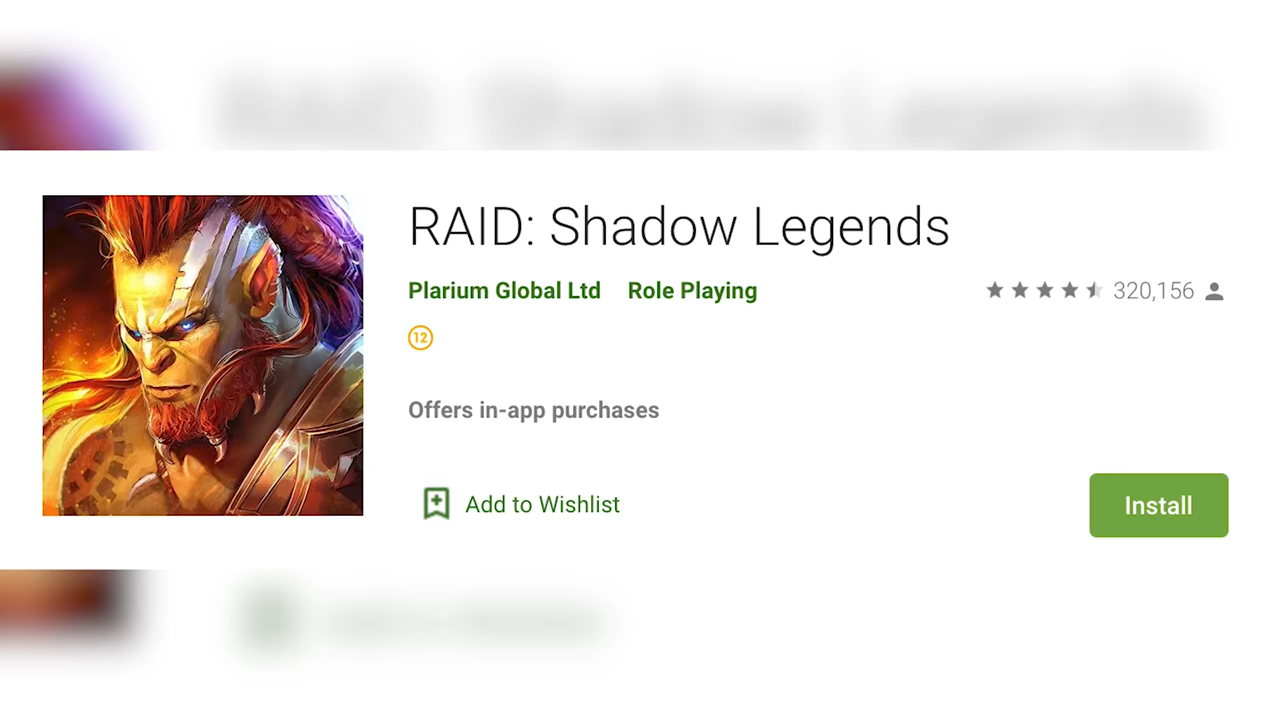 RAID: Shadow Legends
Plarium Global Ltd Role Playing
320,156
12
Offers in-app purchases
Add to Wishlist
Install